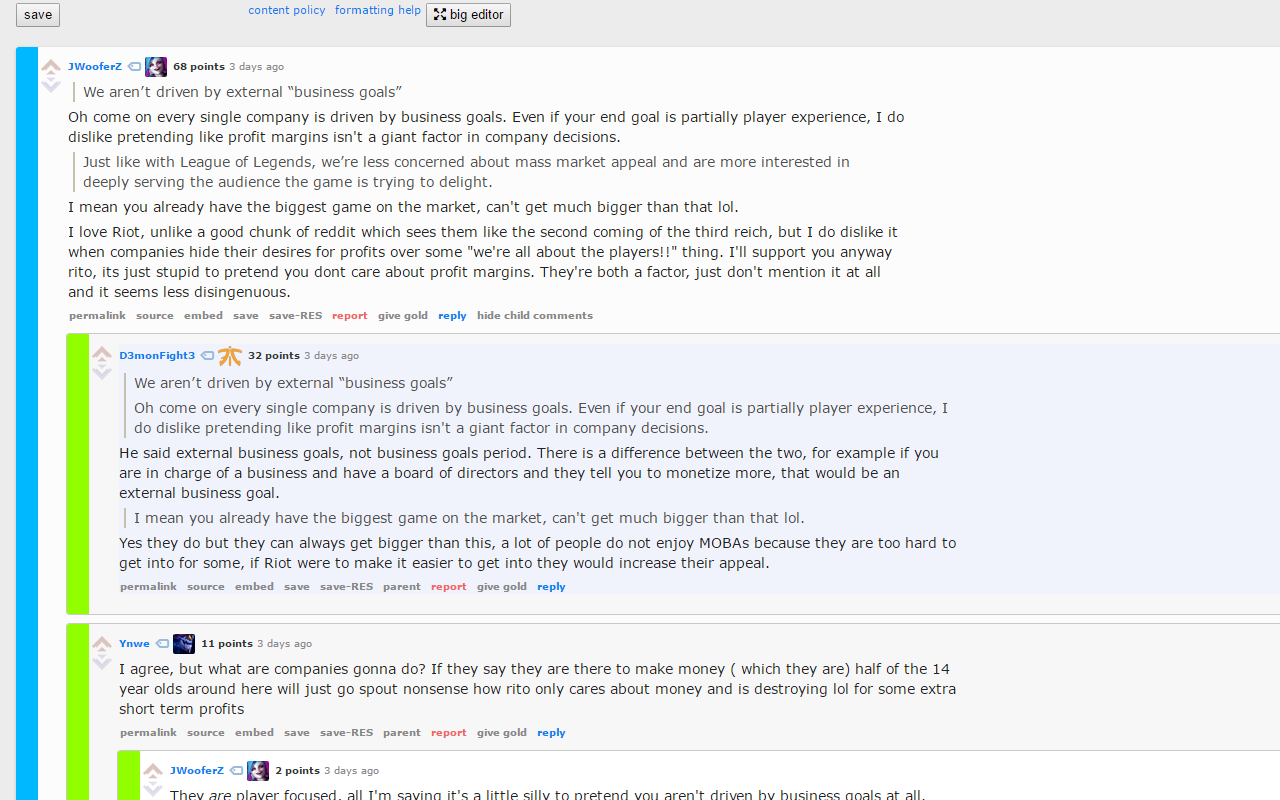 save
content policy formatting help big editor
JWooferZ 68 points 3 days ago
We aren’t driven by external “business goals”
Oh come on every single company is driven by business goals. Even if your end goal is partially player experience, I do
dislike pretending like profit margins isn't a giant factor in company decisions.
Just like with League of Legends, we’re less concerned about mass market appeal and are more interested in
deeply serving the audience the game is trying to delight.
I mean you already have the biggest game on the market, can't get much bigger than that lol.
I love Riot, unlike a good chunk of reddit which sees them like the second coming of the third reich, but I do dislike it
when companies hide their desires for profits over some "we're all about the players!!" thing. I'll support you anyway
rito, its just stupid to pretend you dont care about profit margins. They're both a factor, just don't mention it at all
and it seems less disingenuous.
permalink source embed save save-RES report give gold reply hide child comments
D3monFight3 32 points 3 days ago
We aren’t driven by external “business goals”
Oh come on every single company is driven by business goals. Even if your end goal is partially player experience, I
do dislike pretending like profit margins isn't a giant factor in company decisions.
He said external business goals, not business goals period. There is a difference between the two, for example if you
are in charge of a business and have a board of directors and they tell you to monetize more, that would be an
external business goal.
I mean you already have the biggest game on the market, can't get much bigger than that lol.
Yes they do but they can always get bigger than this, a lot of people do not enjoy MOBAs because they are too hard to
get into for some, if Riot were to make it easier to get into they would increase their appeal.
permalink source embed save save-RES parent report give gold reply
Ynwe 11 points 3 days ago
I agree, but what are companies gonna do? If they say they are there to make money ( which they are) half of the 14
year olds around here will just go spout nonsense how rito only cares about money and is destroying lol for some extra
short term profits
permalink source embed save save-RES parent report give gold reply
JWooferZ 2 points 3 days ago
They are player focused, all I'm saying it's a little silly to pretend you aren't driven by business goals at all.